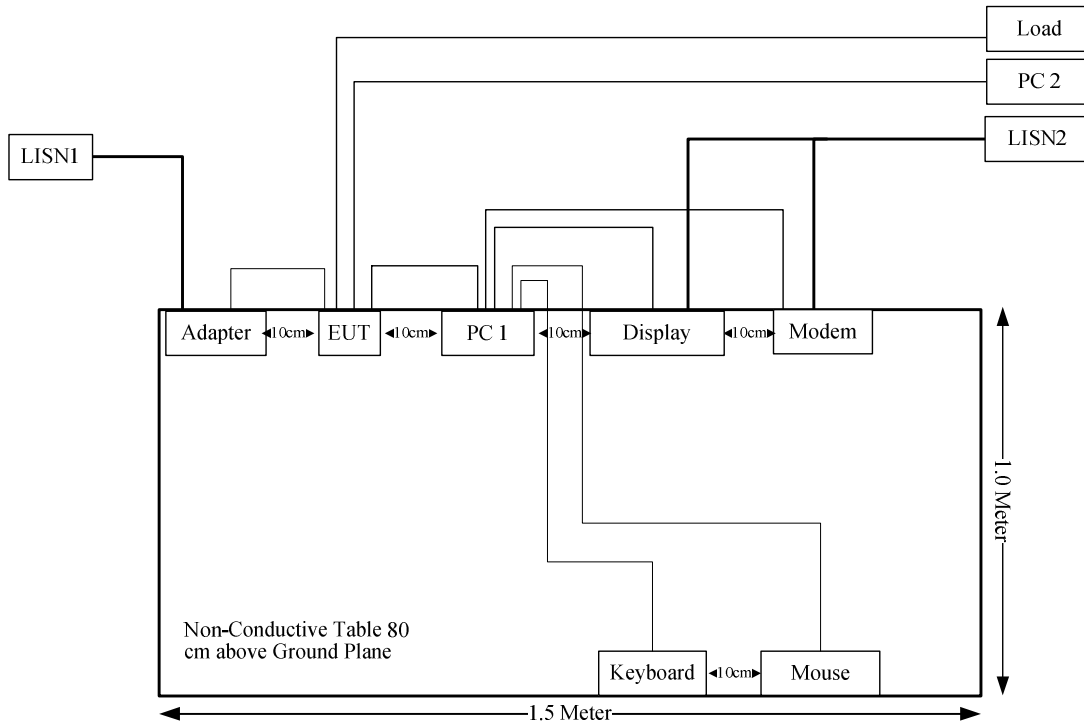 Load
PC 2
LISN1
LISN2
Adapter
10cm
EUT
10cm
PC 1
10cm
Display
10cm
Modem
1.0 Meter
Non-Conductive Table 80
cm above Ground Plane
Keyboard
10cm
Mouse
1.5 Meter